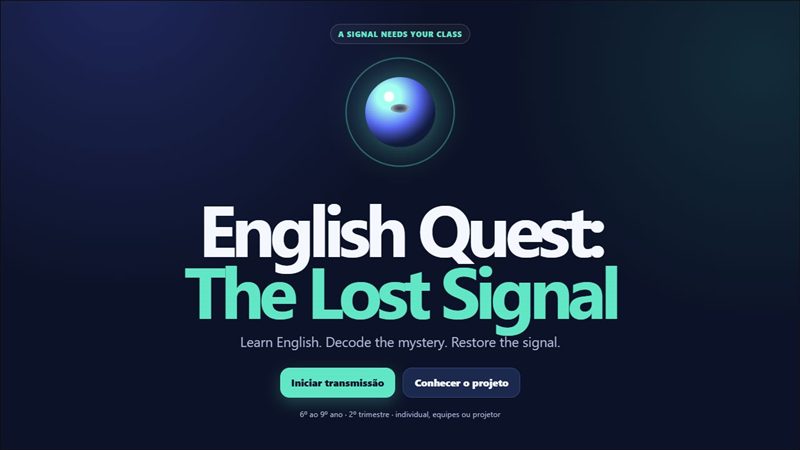 A SIGNAL NEEDS YOUR CLASS
English Quest:
The Lost Signal
Learn English. Decode the mystery. Restore the signal.
Iniciar transmissão
Conhecer o projeto
6º ao 9º ano · 2º trimestre · individual, equipes ou projetor